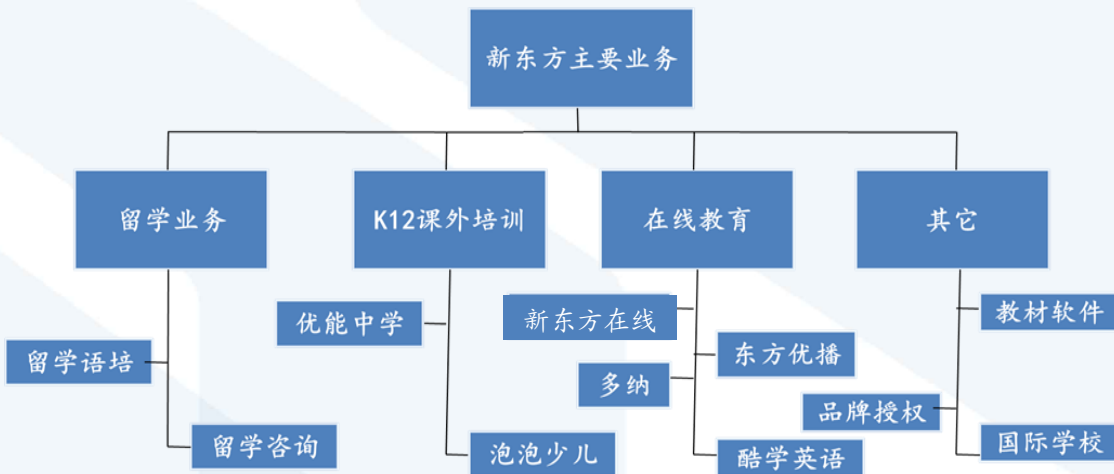 新东方主要业务
留学业务
K12课外培训
在线教育
其它
留学语培
留学咨询
优能中学
泡泡少儿
新东方在线
东方优播
多纳
酷学英语
教材软件
品牌授权
国际学校